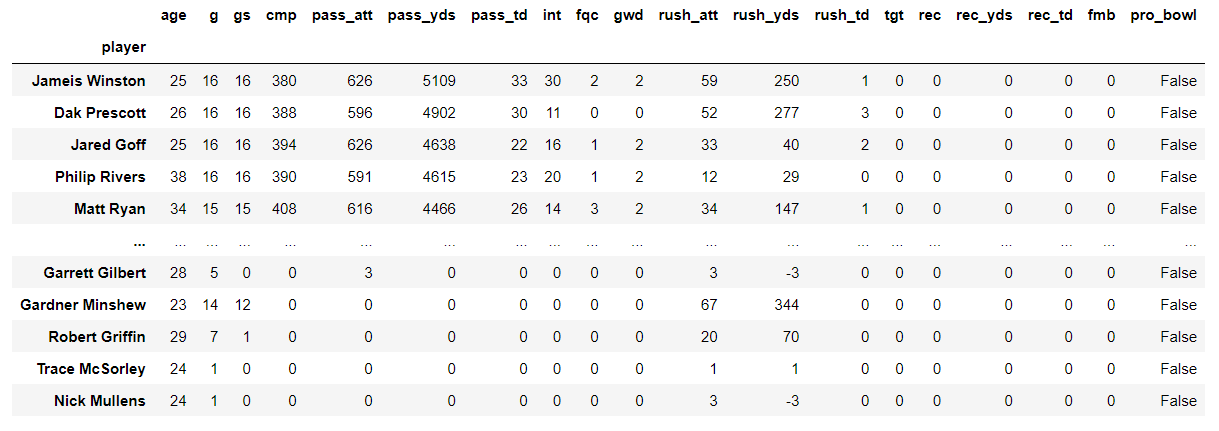 age g gs cmp pass_att pass_yds pass_td int fqc gwd rush_att rush_yds rush_td tgt rec rec_yds rec_td fmb pro_bowl
player
Jameis Winston 25 16 16 380 626 5109 33 30 2 2 59 250 1 0 0 0 0 0 False
Dak Prescott 26 16 16 388 596 4902 30 11 0 0 52 277 3 0 0 0 0 0 False
Jared Goff 25 16 16 394 626 4638 22 16 1 2 33 40 2 0 0 0 0 0 False
Philip Rivers 38 16 16 390 591 4615 23 20 1 2 12 29 0 0 0 0 0 0 False
Matt Ryan 34 15 15 408 616 4466 26 14 3 2 34 147 1 0 0 0 0 0 False
... ... ... ... ... ... ... ... ... ... ... ... ... ... ... ... ... ... ... ...
Garrett Gilbert 28 5 0 0 3 0 0 0 0 0 3 -3 0 0 0 0 0 0 False
Gardner Minshew 23 14 12 0 0 0 0 0 0 0 67 344 0 0 0 0 0 0 False
Robert Griffin 29 7 1 0 0 0 0 0 0 0 20 70 0 0 0 0 0 0 False
Trace McSorley 24 1 0 0 0 0 0 0 0 0 1 1 0 0 0 0 0 0 False
Nick Mullens 24 1 0 0 0 0 0 0 0 0 3 -3 0 0 0 0 0 0 False